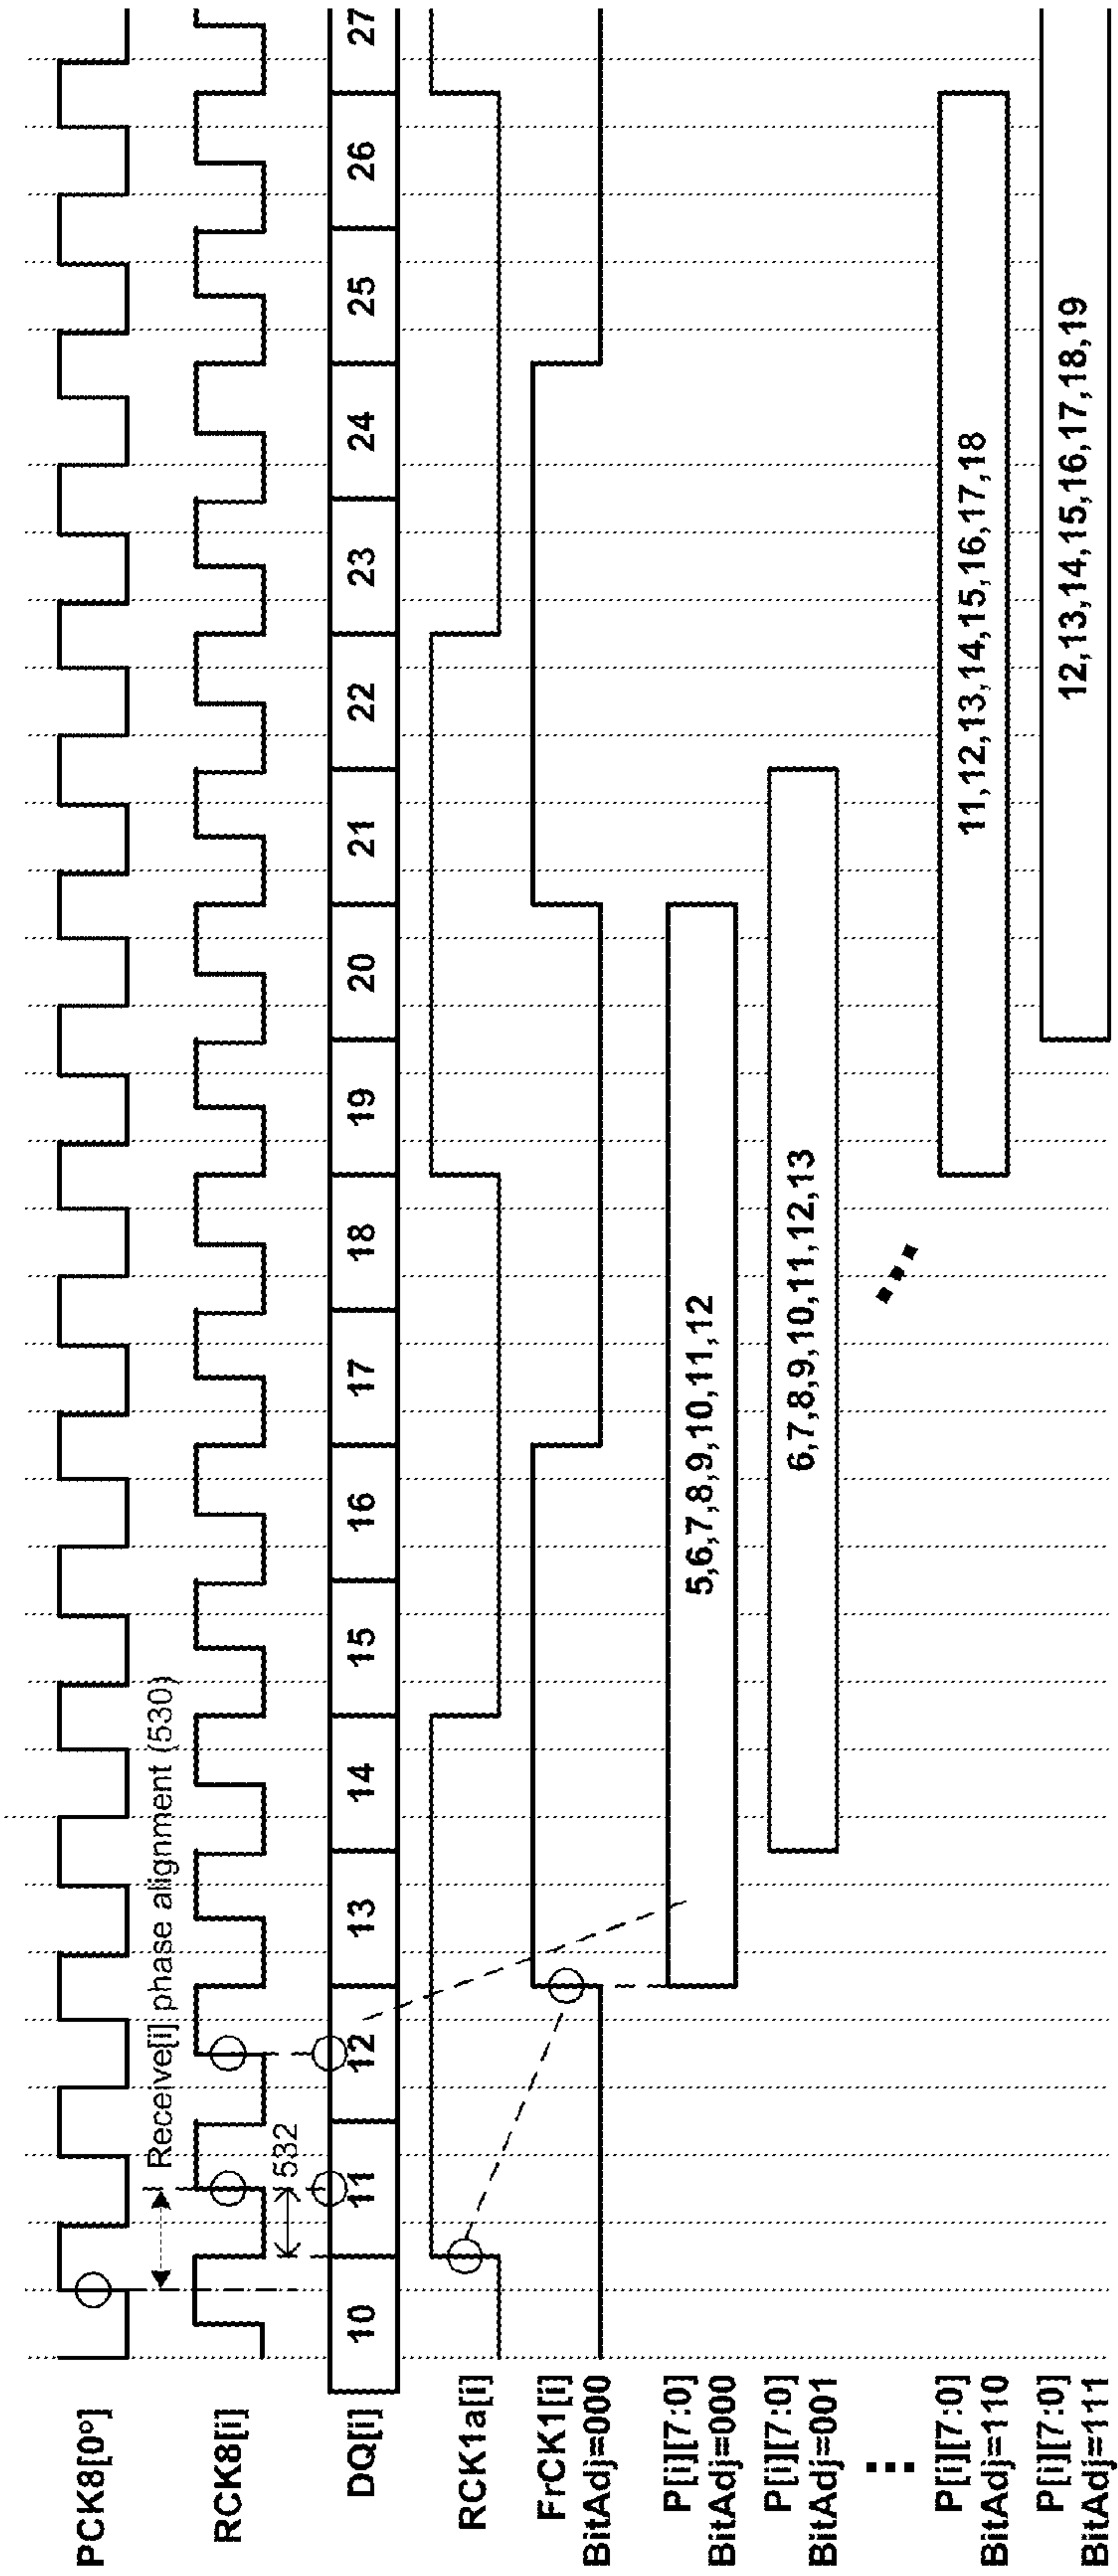 PCK8[0°]
Receive[i] phase alignment (530)
RCK8[i]
532
DQ[i]
10 11 12 13 14 15 16 17 18 19 20 21 22 23 24 25 26 27
RCK1a[i]
FrCK1[i]
BitAdj=000
P[i][7:0]
BitAdj=000
5,6,7,8,9,10,11,12
P[i][7:0]
BitAdj=001
6,7,8,9,10,11,12,13
P[i][7:0]
BitAdj=110
11,12,13,14,15,16,17,18
P[i][7:0]
BitAdj=111
12,13,14,15,16,17,18,19